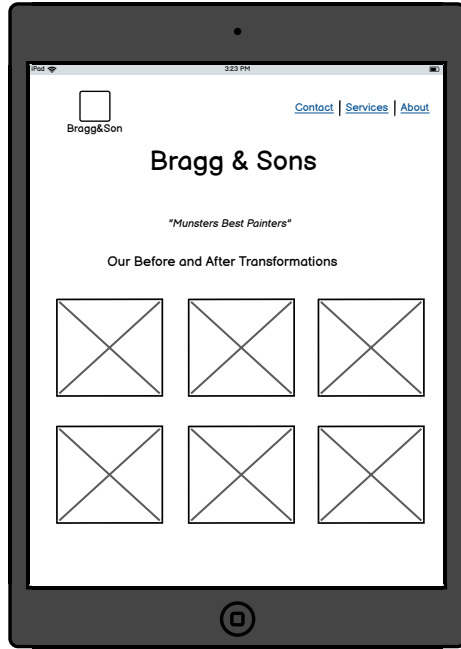 iPad 3:23 PM
Contact | Services | About
Bragg&Son
Bragg & Sons
"Munsters Best Painters"
Our Before and After Transformations